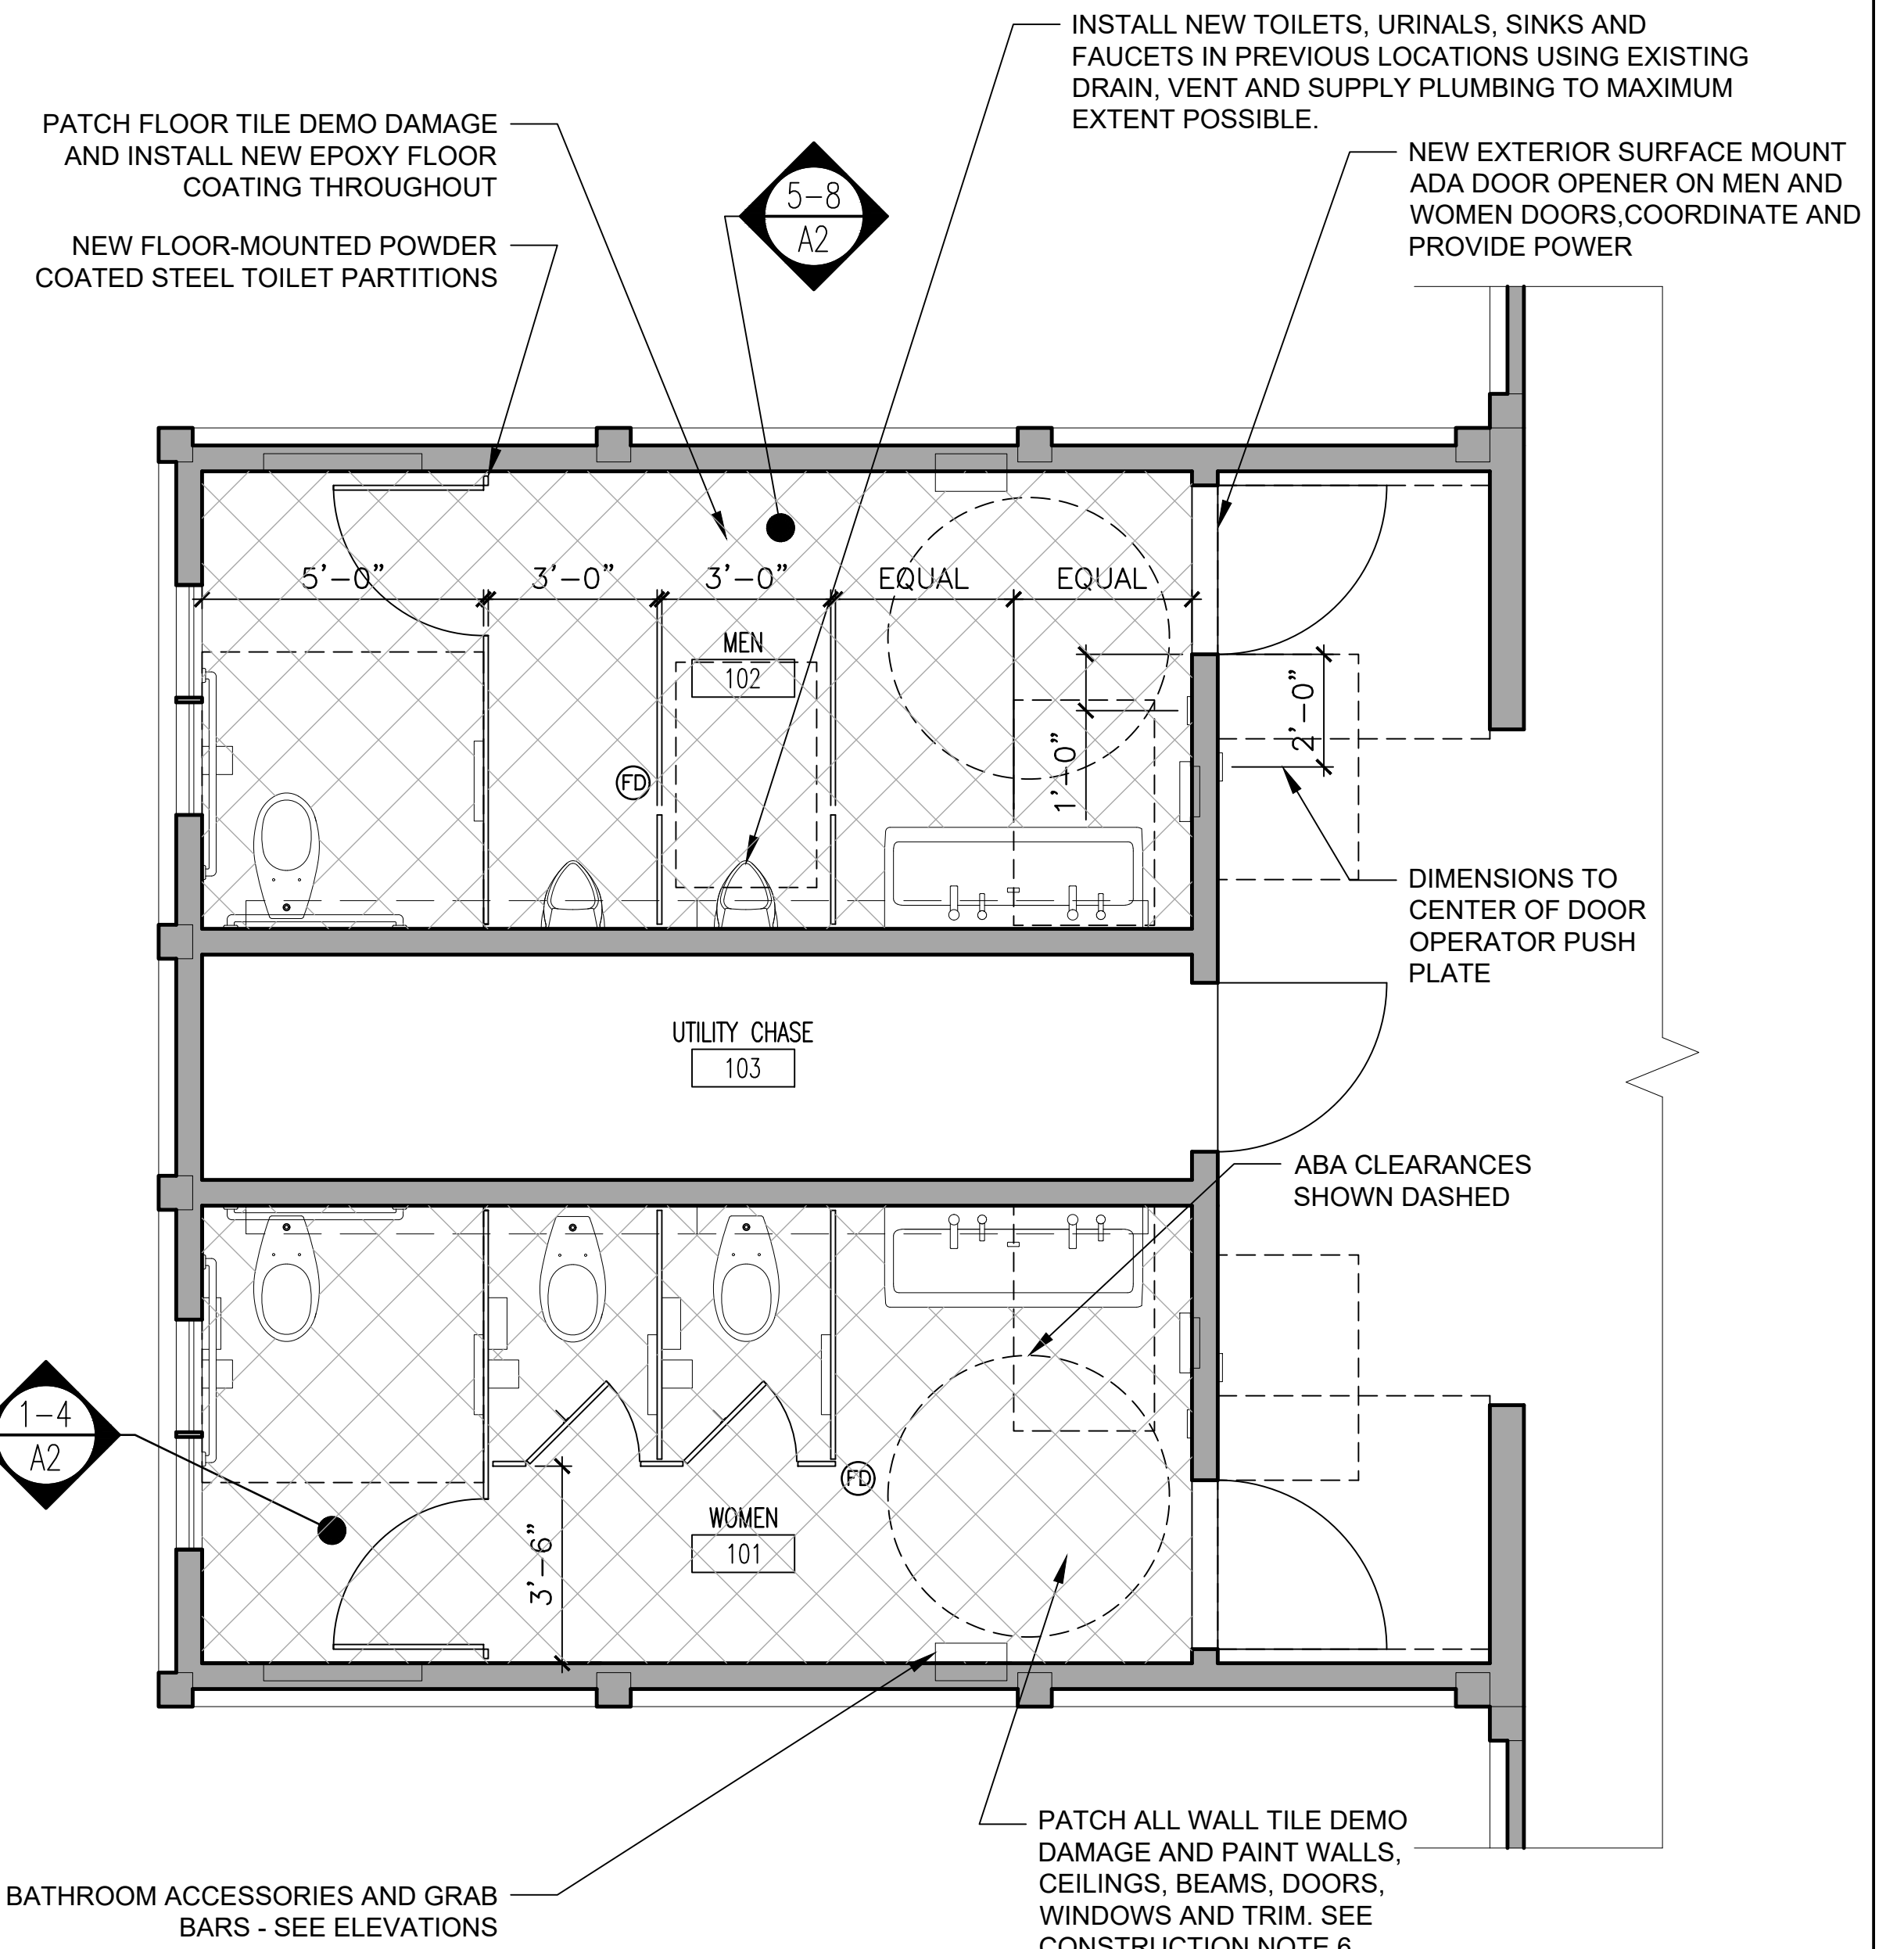 INSTALL NEW TOILETS, URINALS, SINKS AND
FAUCETS IN PREVIOUS LOCATIONS USING EXISTING
DRAIN, VENT AND SUPPLY PLUMBING TO MAXIMUM
EXTENT POSSIBLE.
PATCH FLOOR TILE DEMO DAMAGE
AND INSTALL NEW EPOXY FLOOR
COATING THROUGHOUT
NEW EXTERIOR SURFACE MOUNT
ADA DOOR OPENER ON MEN AND
WOMEN DOORS,COORDINATE AND
PROVIDE POWER
5-8
A2
NEW FLOOR-MOUNTED POWDER
COATED STEEL TOILET PARTITIONS
5'-0"
3'-0"
3'-0"
EQUAL
EQUAL
MEN
102
2'-0"
1'-0"
FD
DIMENSIONS TO
CENTER OF DOOR
OPERATOR PUSH
PLATE
UTILITY CHASE
103
ABA CLEARANCES
SHOWN DASHED
1-4
A2
FD
WOMEN
101
3'-6"
PATCH ALL WALL TILE DEMO
DAMAGE AND PAINT WALLS,
CEILINGS, BEAMS, DOORS,
WINDOWS AND TRIM. SEE
CONSTRUCTION NOTE 6
BATHROOM ACCESSORIES AND GRAB
BARS - SEE ELEVATIONS